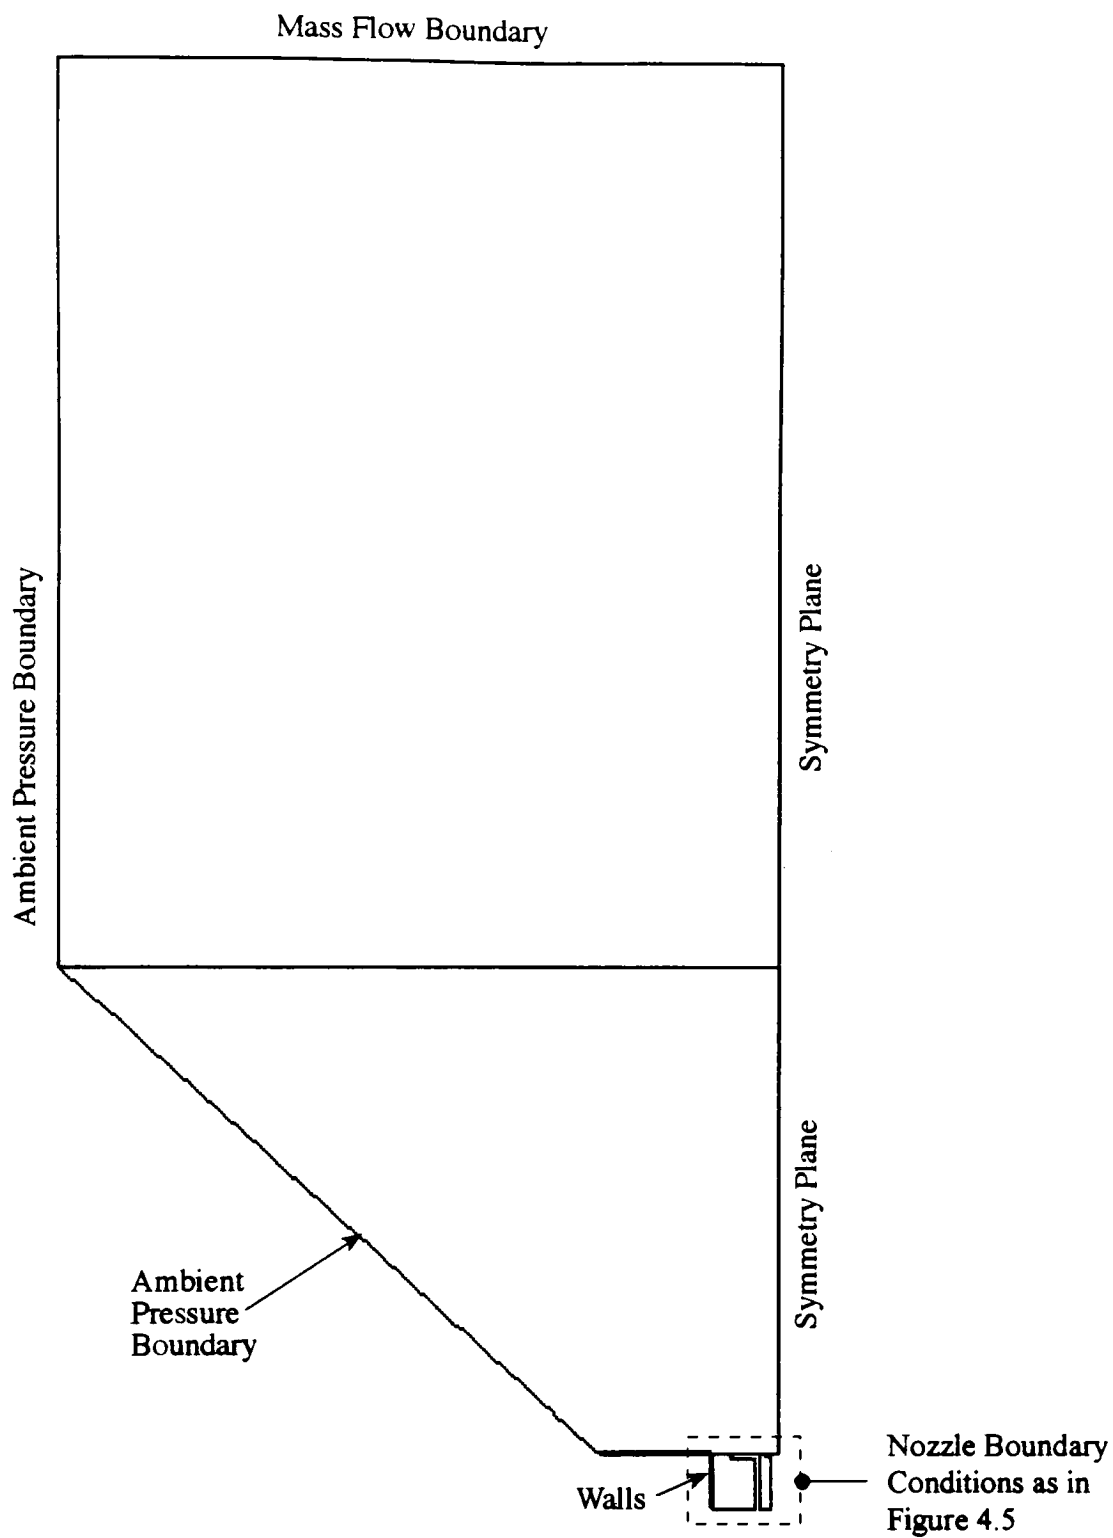 Mass Flow Boundary
Ambient Pressure Boundary
Symmetry Plane
Symmetry Plane
Ambient
Pressure
Boundary
Walls
Nozzle Boundary
Conditions as in
Figure 4.5